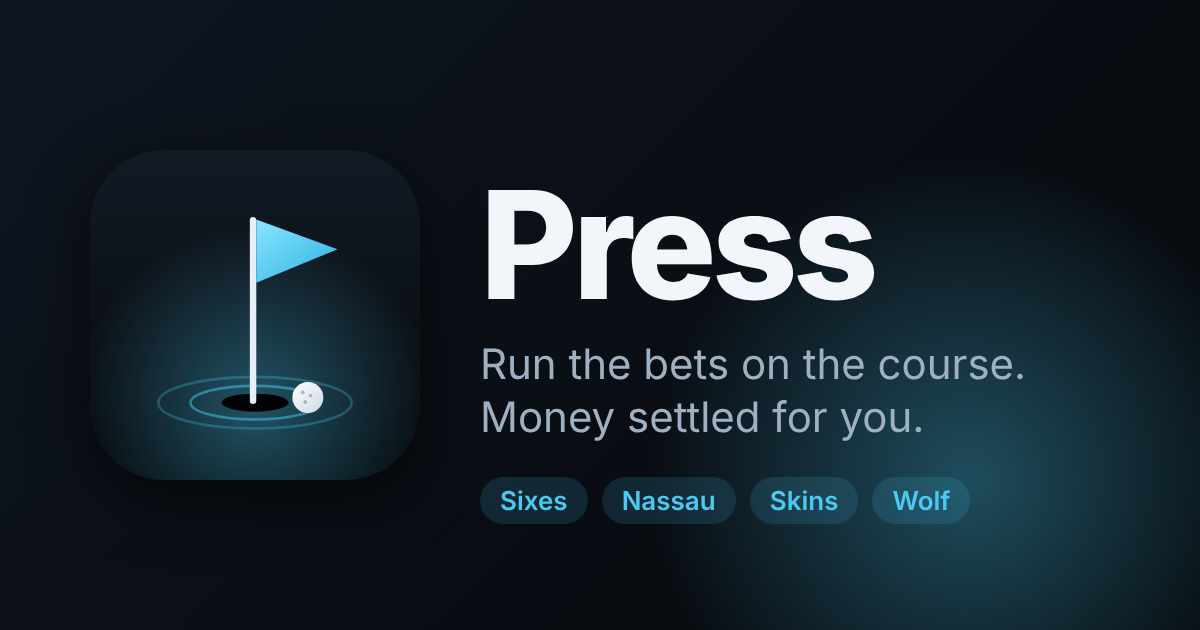 Press
Run the bets on the course.
Money settled for you.
Sixes Nassau Skins Wolf